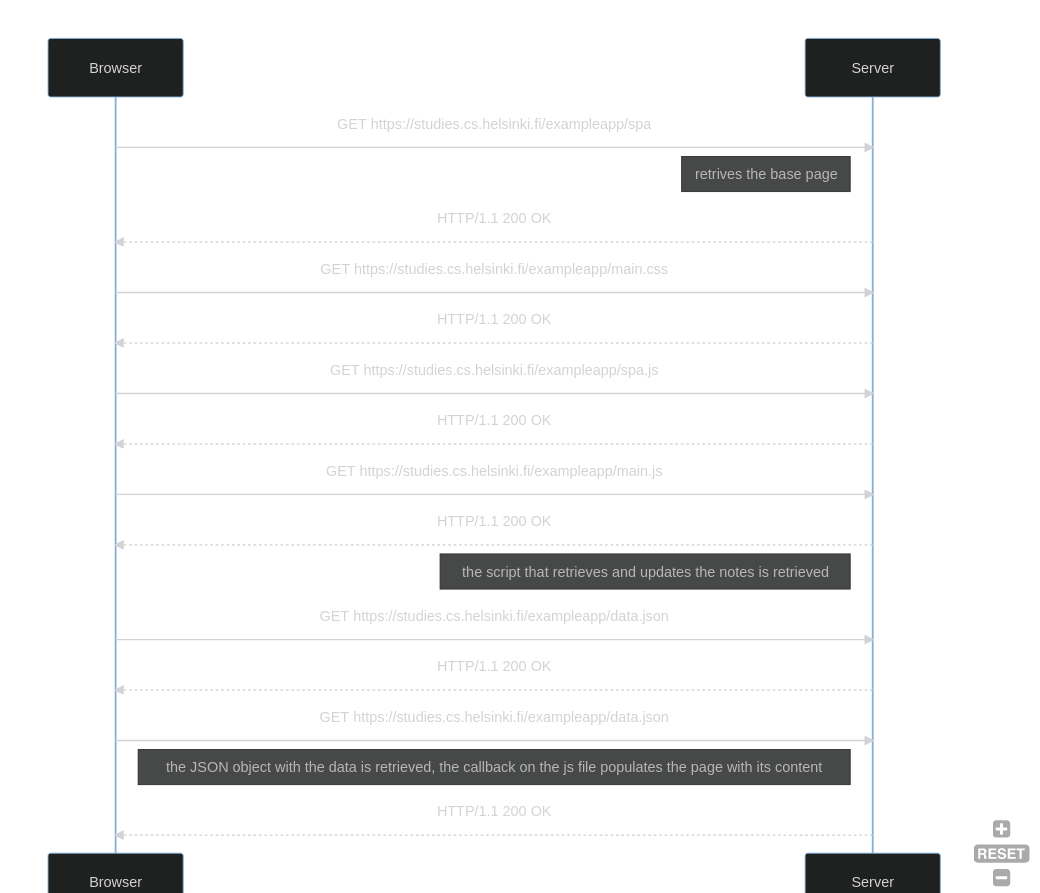 Browser
Server
GET https://studies.cs.helsinki.fi/exampleapp/spa
retrives the base page
HTTP/1.1 200 OK
GET https://studies.cs.helsinki.fi/exampleapp/main.css
HTTP/1.1 200 OK
GET https://studies.cs.helsinki.fi/exampleapp/spa.js
HTTP/1.1 200 OK
GET https://studies.cs.helsinki.fi/exampleapp/main.js
HTTP/1.1 200 OK
the script that retrieves and updates the notes is retrieved
GET https://studies.cs.helsinki.fi/exampleapp/data.json
HTTP/1.1 200 OK
GET https://studies.cs.helsinki.fi/exampleapp/data.json
the JSON object with the data is retrieved, the callback on the js file populates the page with its content
HTTP/1.1 200 OK
RESET
Browser
Server